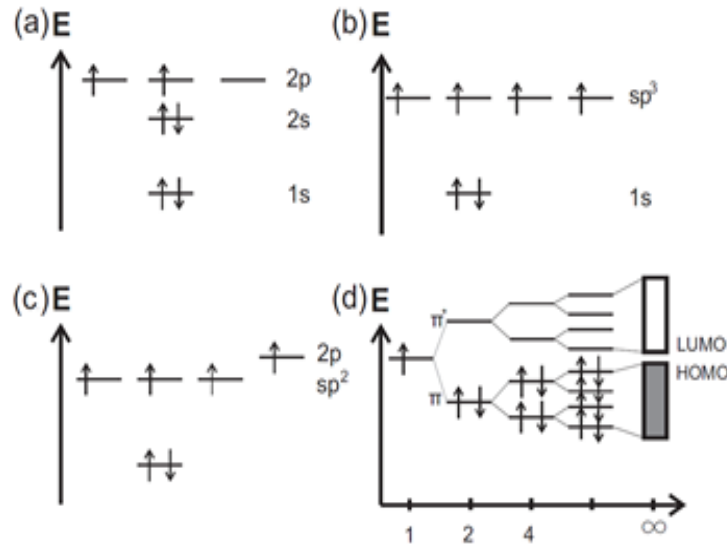 (a) E
2p
2s
1s
(b) E
sp³
1s
(c) E
2p
sp²
(d) E
π*
π
LUMO
HOMO
1 2 4 ∞